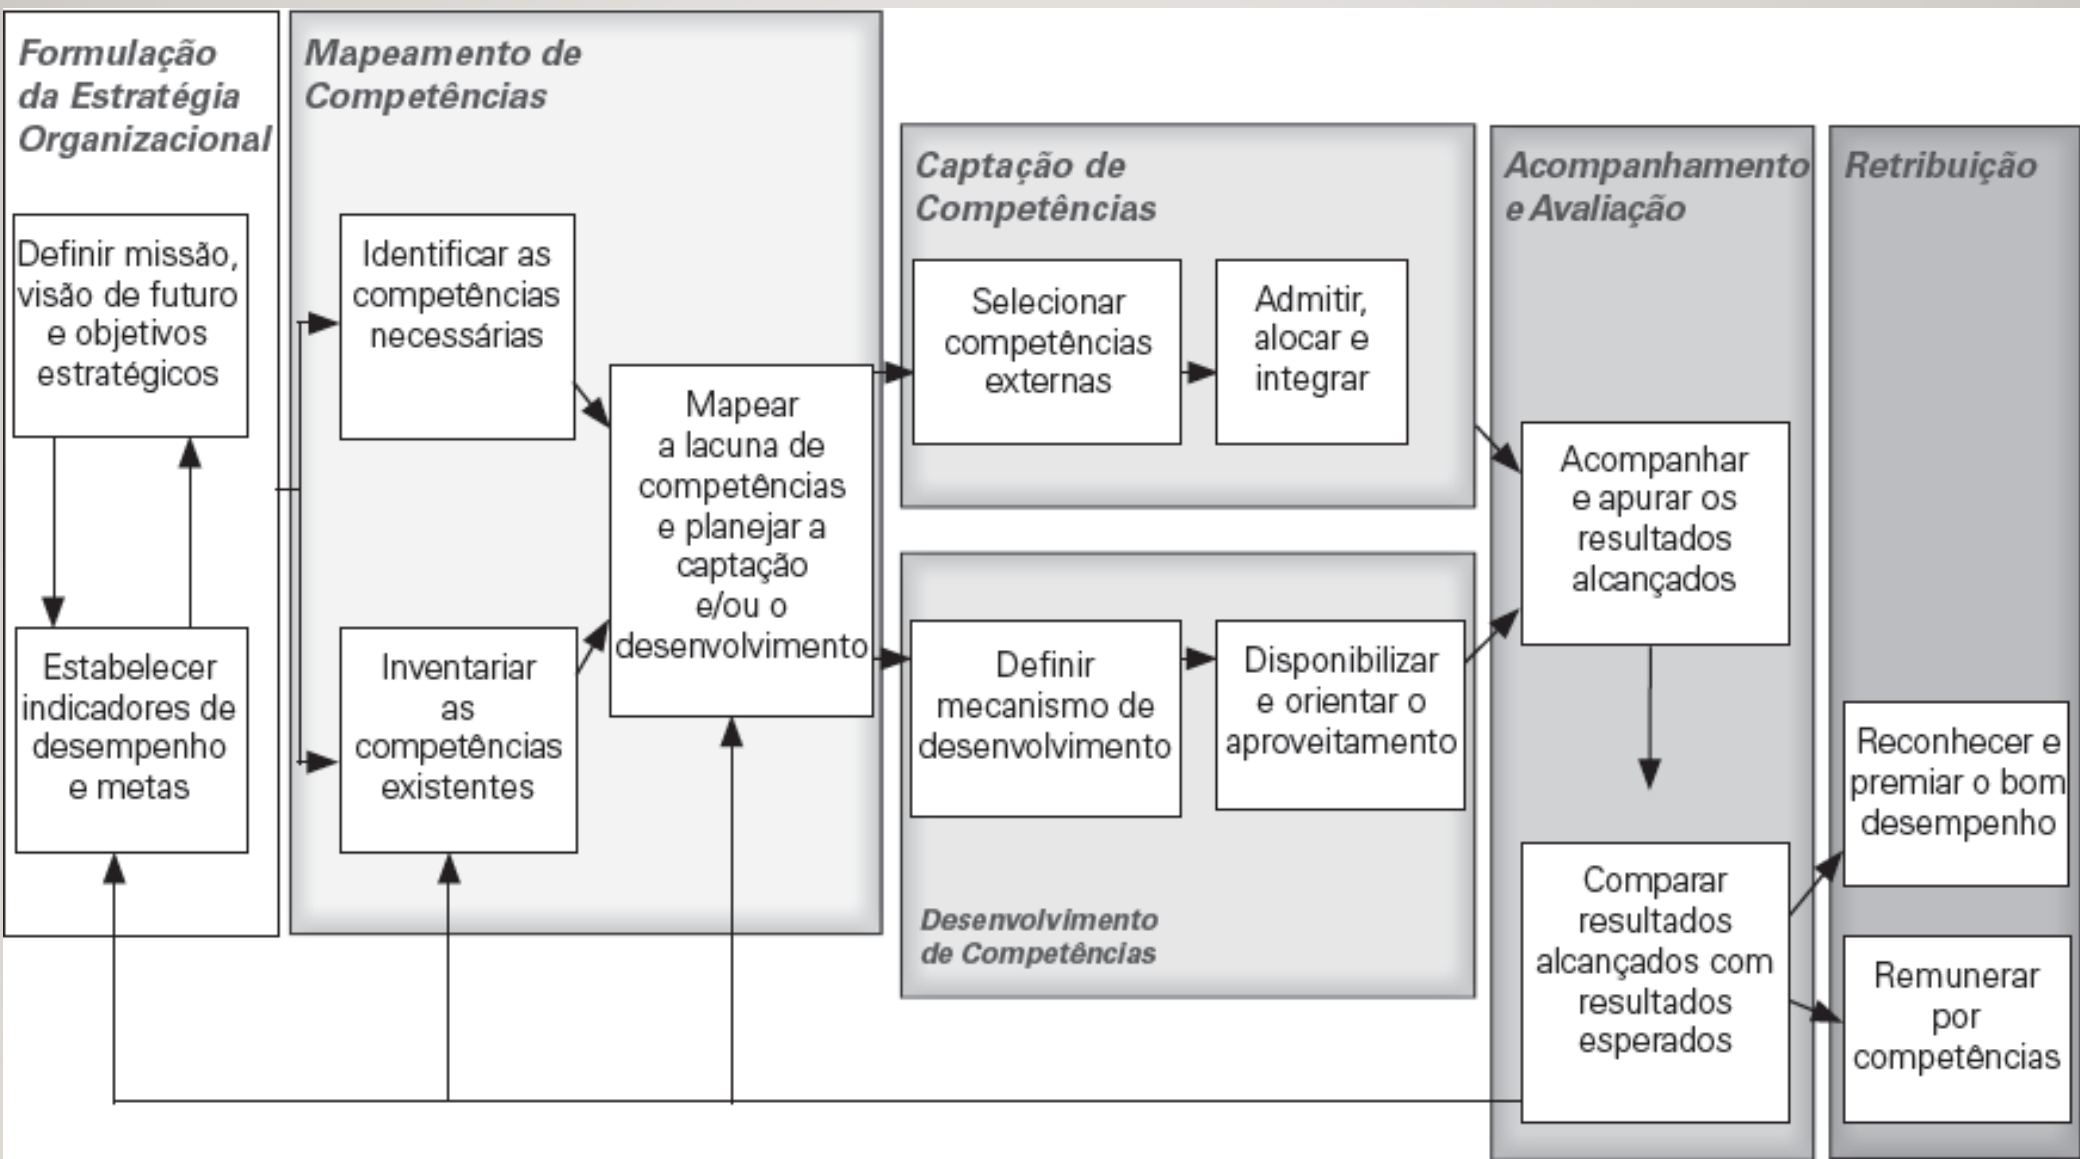 Formulação
da Estratégia
Organizacional
Definir missão,
visão de futuro
e objetivos
estratégicos
Estabelecer
indicadores de
desempenho
e metas
Mapeamento de
Competências
Identificar as
competências
necessárias
Inventariar
as
competências
existentes
Mapear
a lacuna de
competências
e planejar a
captação
e/ou o
desenvolvimento
Captação de
Competências
Selecionar
competências
externas
Admitir,
alocar e
integrar
Definir
mecanismo de
desenvolvimento
Disponibilizar
e orientar o
aproveitamento
Desenvolvimento
de Competências
Acompanhamento
e Avaliação
Acompanhar
e apurar os
resultados
alcançados
Comparar
resultados
alcançados com
resultados
esperados
Retribuição
Reconhecer e
premiar o bom
desempenho
Remunerar
por
competências